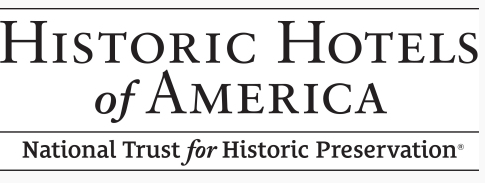 Historic Hotels
of America
National Trust for Historic Preservation®